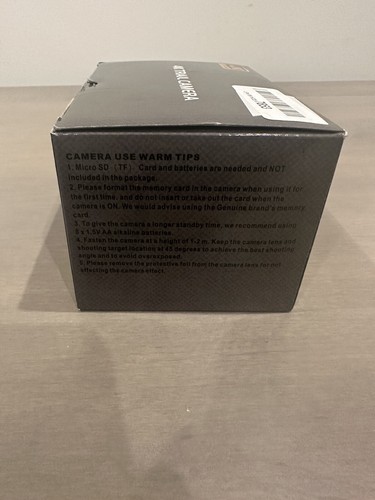 4K TRAIL CAMERA
CAMERA USE WARM TIPS
1. Micro SD (TF) Card and batteries are needed and NOT
included in the package.
2. Please format the memory card in the camera when using it for
the first time, and do not insert or take out the card when the
camera is ON. We would advise using the Genuine brand's memory
card.
3. To give the camera a longer standby time, we recommend using
8 x 1.5V AA alkaline batteries.
4. Fasten the camera at a height of 1-2 m. Keep the camera lens and
shooting target rotation at 45 degrees to achieve the best shooting
angle and to avoid overexposed.
5. Please remove the protective film from the camera lens for not
affecting the camera effect.